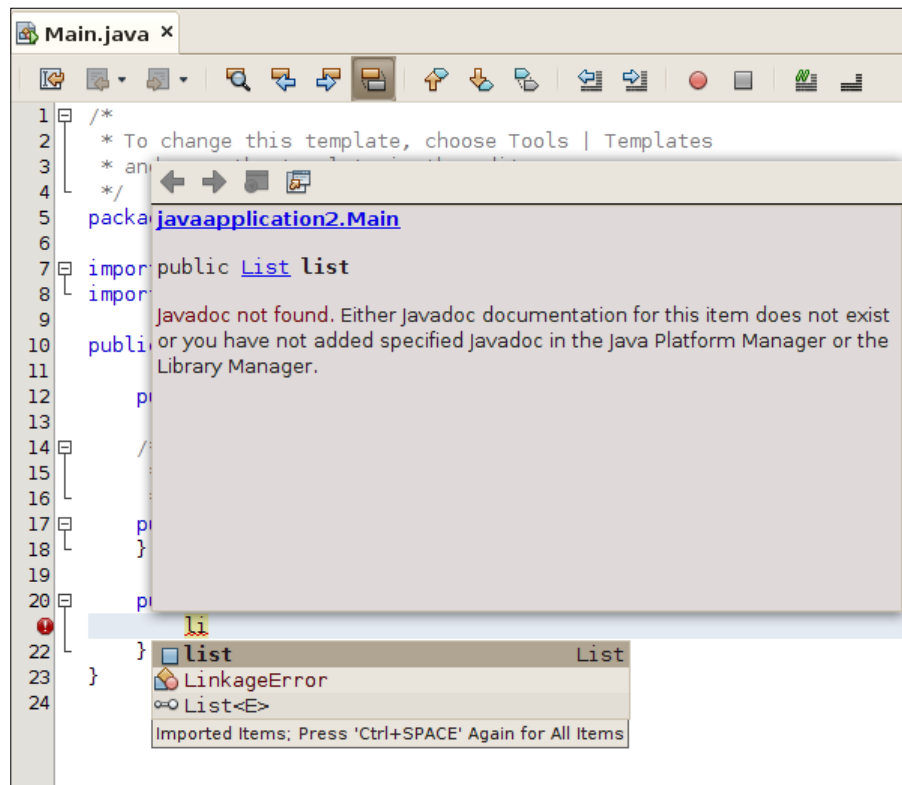 Main.java ×
1 /*
2 * To change this template, choose Tools | Templates
3 * an
4 */
5 packa
6
7 impor
8 impor
9
10 publi
11
12 p
13
14 /*
15 *
16 *
17 pu
18 }
19
20 pu
li
22 }
23 }
24
javaapplication2.Main
public List list
Javadoc not found. Either Javadoc documentation for this item does not exist
or you have not added specified Javadoc in the Java Platform Manager or the
Library Manager.
list List
LinkageError
List<E>
Imported Items; Press 'Ctrl+SPACE' Again for All Items